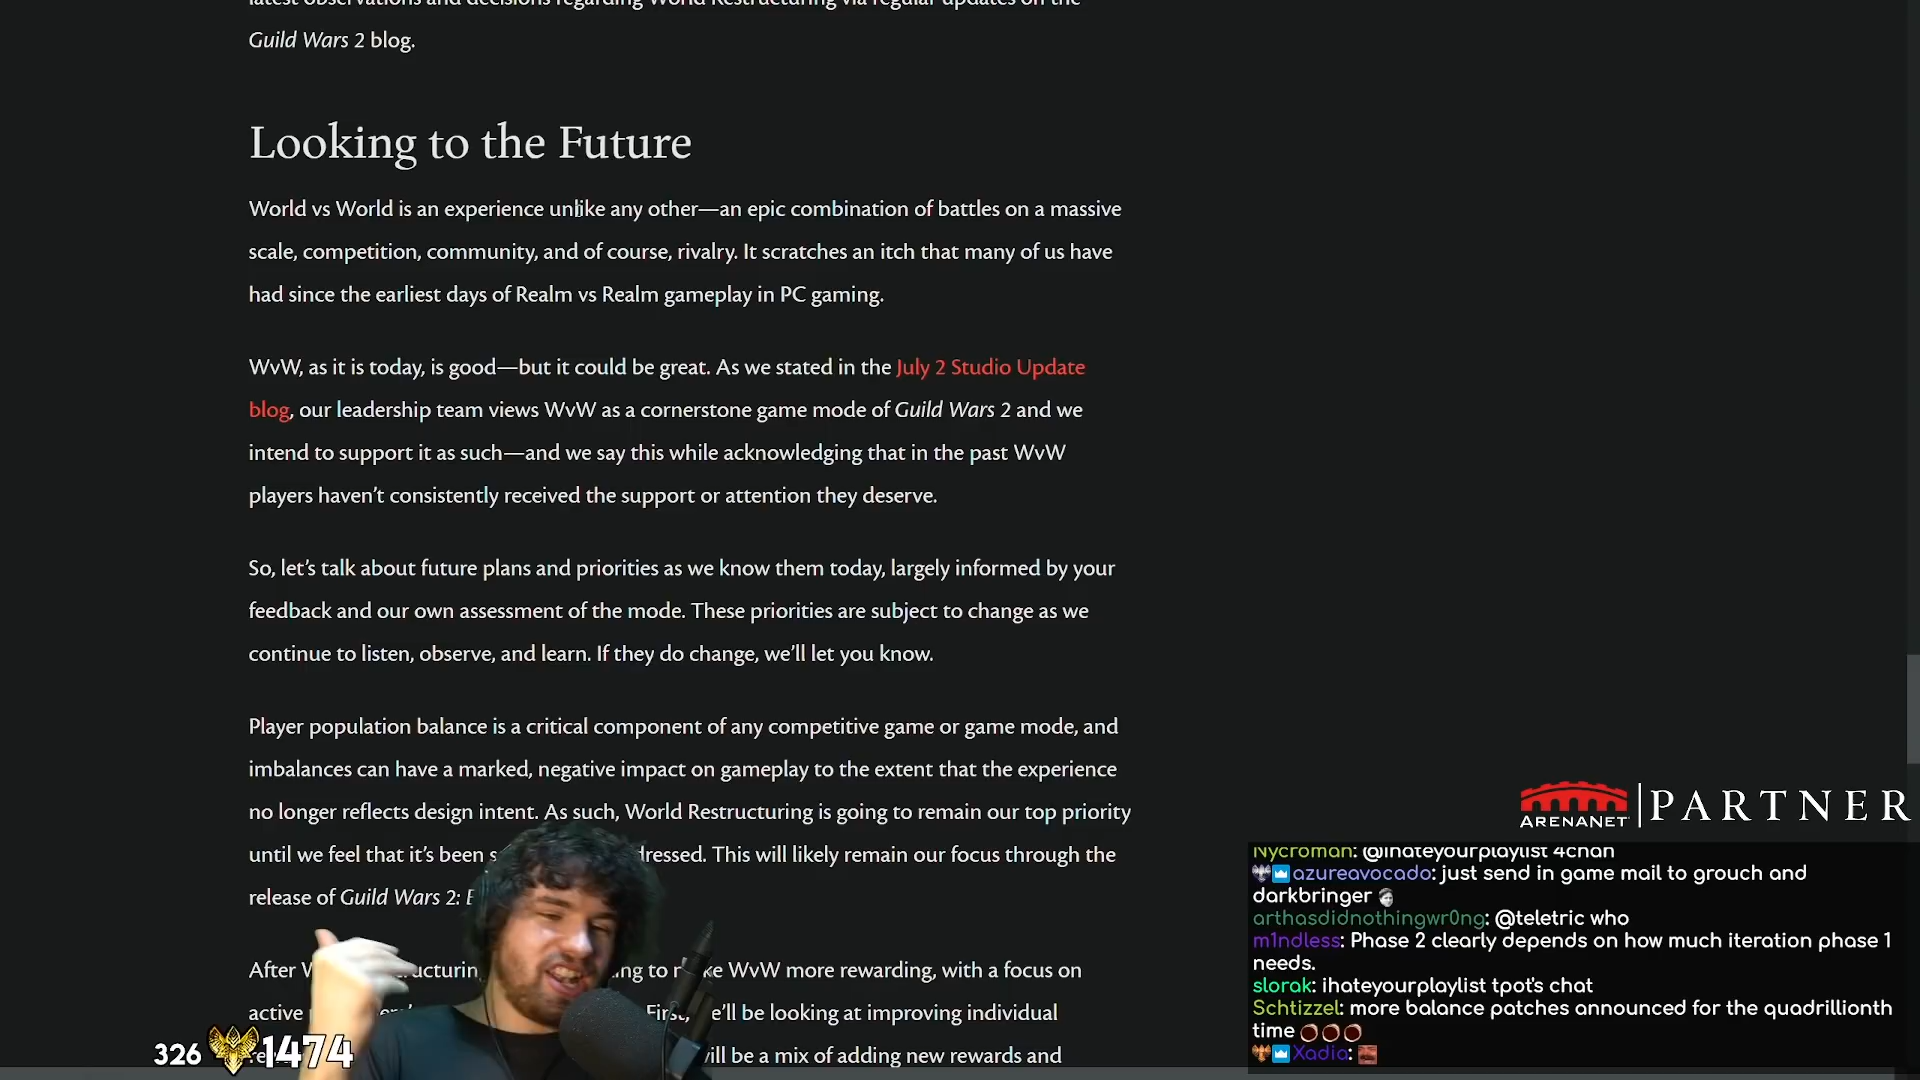 latest observations and decisions regarding World Restructuring via regular updates on the
Guild Wars 2 blog.
Looking to the Future
World vs World is an experience unlike any other—an epic combination of battles on a massive
scale, competition, community, and of course, rivalry. It scratches an itch that many of us have
had since the earliest days of Realm vs Realm gameplay in PC gaming.
WvW, as it is today, is good—but it could be great. As we stated in the July 2 Studio Update
blog, our leadership team views WvW as a cornerstone game mode of Guild Wars 2 and we
intend to support it as such—and we say this while acknowledging that in the past WvW
players haven’t consistently received the support or attention they deserve.
So, let’s talk about future plans and priorities as we know them today, largely informed by your
feedback and our own assessment of the mode. These priorities are subject to change as we
continue to listen, observe, and learn. If they do change, we’ll let you know.
Player population balance is a critical component of any competitive game or game mode, and
imbalances can have a marked, negative impact on gameplay to the extent that the experience
no longer reflects design intent. As such, World Restructuring is going to remain our top priority
until we feel that it’s been This will likely remain our focus through the
release of Guild Wars 2:
After WvW more rewarding, with a focus on
active First, we’ll be looking at improving individual
will be a mix of adding new rewards and
326 1474
ARENANET PARTNER
Nycroman: @ihateyourplaylist 4chan
azureavocado: just send in game mail to grouch and
darkbringer
arthasdidnothingwr0ng: @teletric who
m1ndless: Phase 2 clearly depends on how much iteration phase 1
needs.
slorak: ihateyourplaylist tpot's chat
Schtizzel: more balance patches announced for the quadrillionth
time
Xadia: